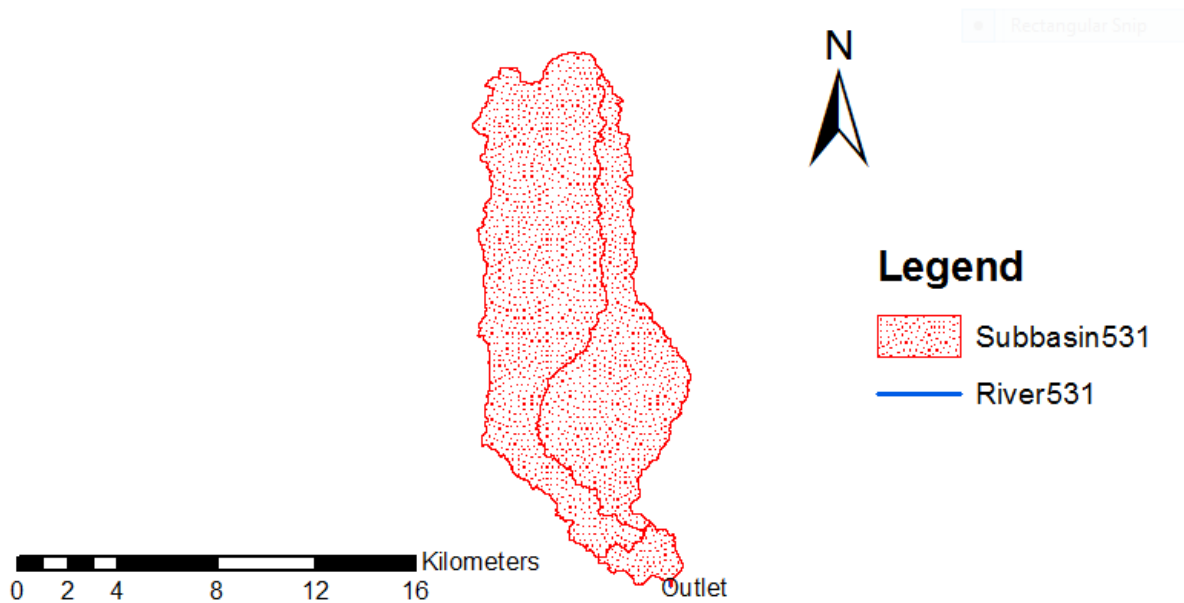 Rectangular Snip
N
Legend
Subbasin531
River531
Kilometers
0 2 4 8 12 16
Outlet